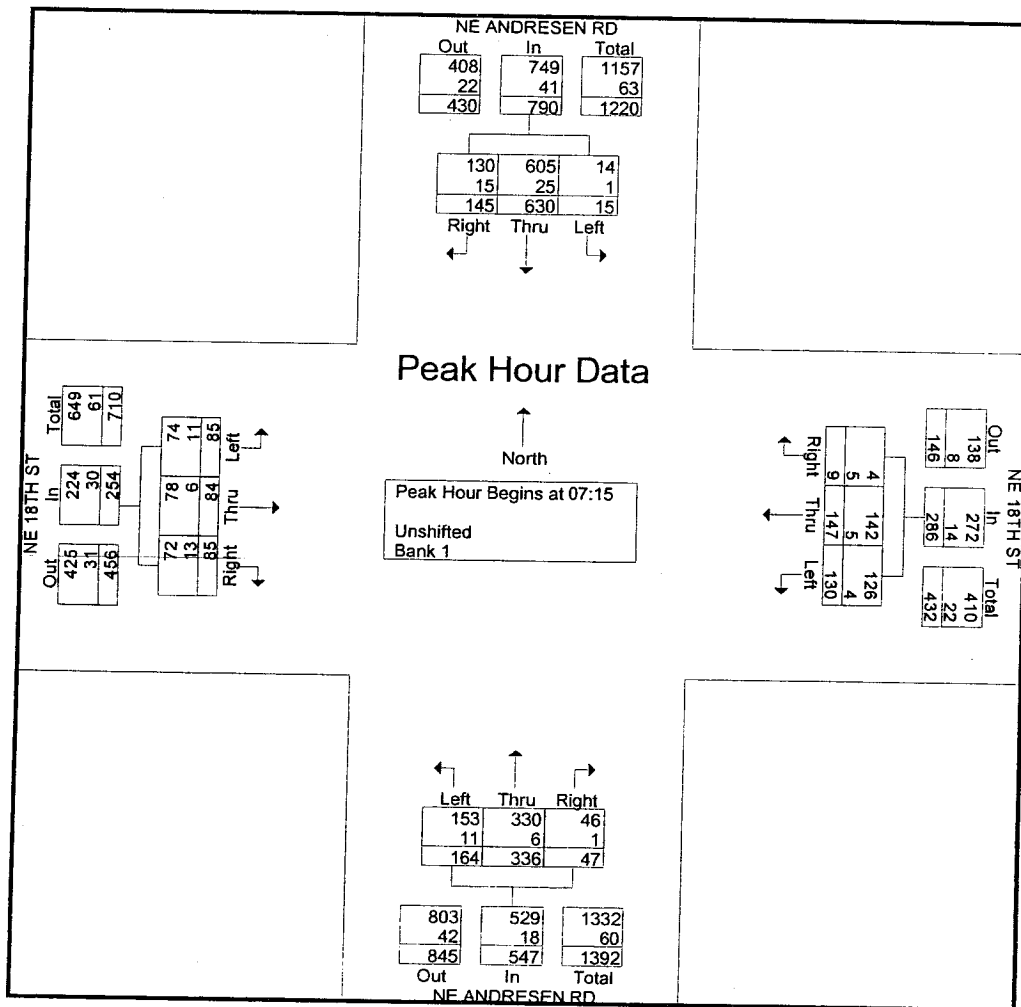 NE ANDRESEN RD
Out In Total
408 749 1157
22 41 63
430 790 1220
130 605 14
15 25 1
145 630 15
Right Thru Left
Peak Hour Data
North
Peak Hour Begins at 07:15
Unshifted
Bank 1
NE 18TH ST
Out In Total
425 224 649
31 30 61
456 254 710
72 78 74
13 6 11
85 84 85
Right Thru Left
NE 18TH ST
Out In Total
138 272 410
8 14 22
146 286 432
4 142 126
5 5 4
9 147 130
Right Thru Left
Left Thru Right
153 330 46
11 6 1
164 336 47
803 529 1332
42 18 60
845 547 1392
Out In Total
NE ANDRESEN RD